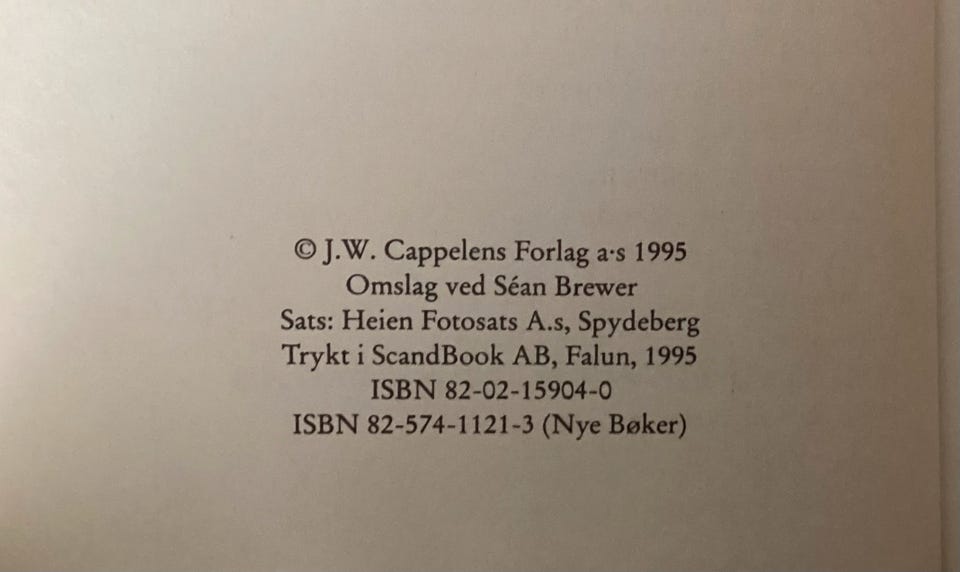 © J.W. Cappelens Forlag a·s 1995
Omslag ved Séan Brewer
Sats: Heien Fotosats A.s, Spydeberg
Trykt i ScandBook AB, Falun, 1995
ISBN 82-02-15904-0
ISBN 82-574-1121-3 (Nye Bøker)